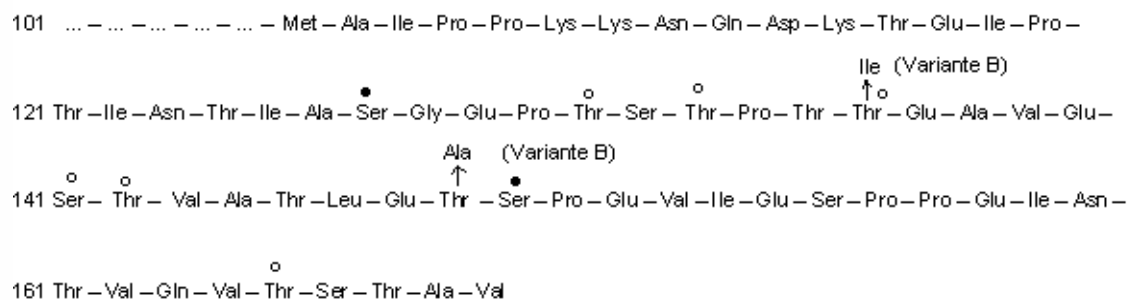 101 ... – ... – ... – ... – ... – Met – Ala – Ile – Pro – Pro – Lys – Lys – Asn – Gln – Asp – Lys – Thr – Glu – Ile – Pro –
Ile (Variante B)
121 Thr – Ile – Asn – Thr – Ile – Ala – Ser – Gly – Glu – Pro – Thr – Ser – Thr – Pro – Thr – Thr – Glu – Ala – Val – Glu –
Ala (Variante B)
141 Ser – Thr – Val – Ala – Thr – Leu – Glu – Thr – Ser – Pro – Glu – Val – Ile – Glu – Ser – Pro – Pro – Glu – Ile – Asn –
161 Thr – Val – Gln – Val – Thr – Ser – Thr – Ala – Val